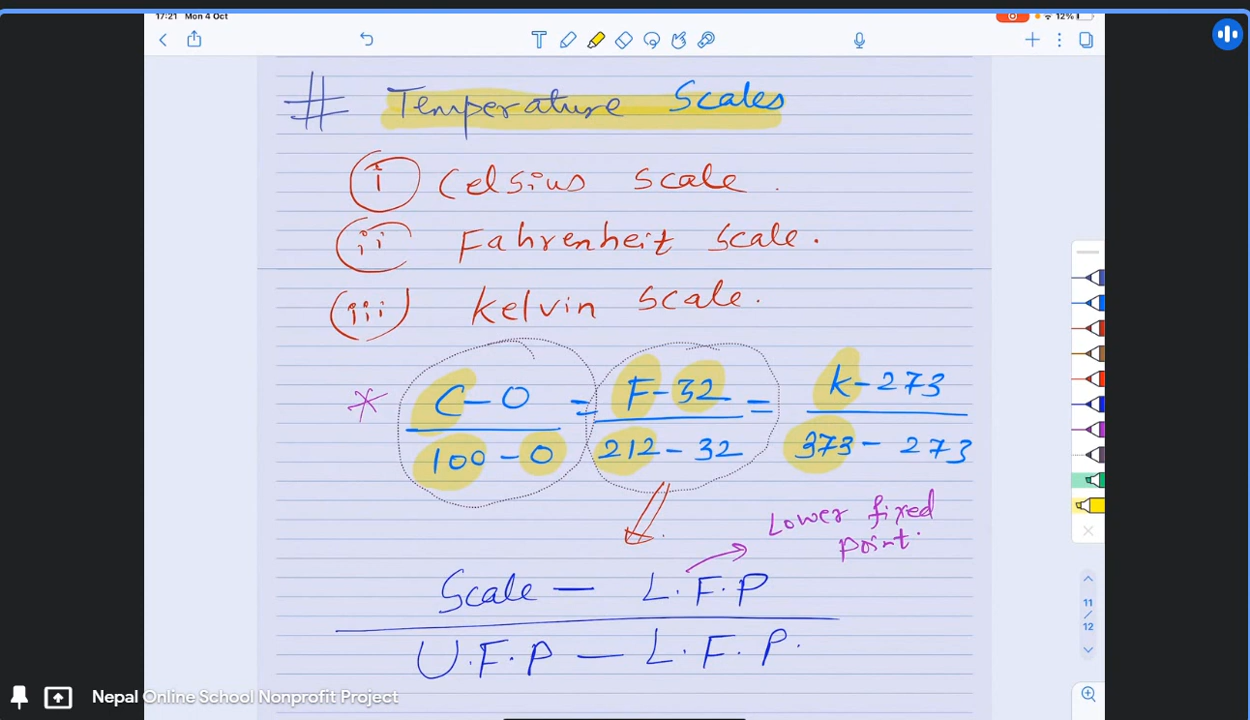 17:21 Mon 4 Oct
12%
# Temperature Scales
(i) Celsius Scale.
(ii) Fahrenheit Scale.
(iii) Kelvin Scale.
* C-0 = F-32 = K-273
100-0 212-32 373-273
Lower fixed
point.
Scale - L.F.P
U.F.P - L.F.P.
11
/
12
Nepal Online School Nonprofit Project